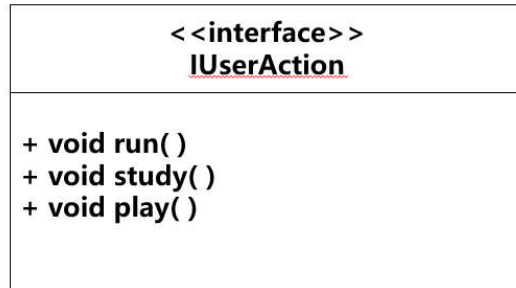 <<interface>>
IUserAction
+ void run( )
+ void study( )
+ void play( )